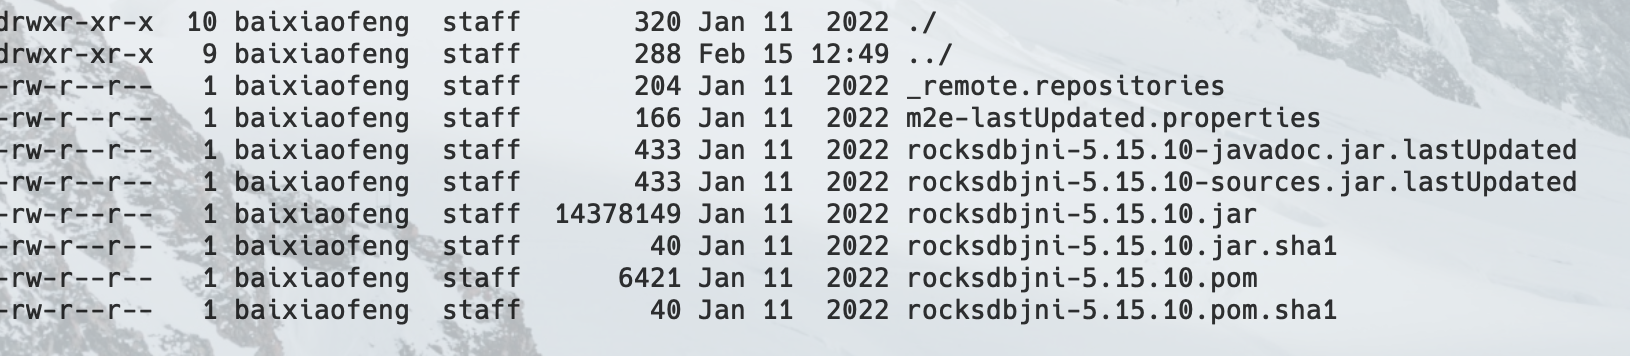 drwxr-xr-x  10 baixiaofeng  staff       320 Jan 11  2022 ./
drwxr-xr-x   9 baixiaofeng  staff       288 Feb 15 12:49 ../
-rw-r--r--   1 baixiaofeng  staff       204 Jan 11  2022 _remote.repositories
-rw-r--r--   1 baixiaofeng  staff       166 Jan 11  2022 m2e-lastUpdated.properties
-rw-r--r--   1 baixiaofeng  staff       433 Jan 11  2022 rocksdbjni-5.15.10-javadoc.jar.lastUpdated
-rw-r--r--   1 baixiaofeng  staff       433 Jan 11  2022 rocksdbjni-5.15.10-sources.jar.lastUpdated
-rw-r--r--   1 baixiaofeng  staff  14378149 Jan 11  2022 rocksdbjni-5.15.10.jar
-rw-r--r--   1 baixiaofeng  staff        40 Jan 11  2022 rocksdbjni-5.15.10.jar.sha1
-rw-r--r--   1 baixiaofeng  staff      6421 Jan 11  2022 rocksdbjni-5.15.10.pom
-rw-r--r--   1 baixiaofeng  staff        40 Jan 11  2022 rocksdbjni-5.15.10.pom.sha1